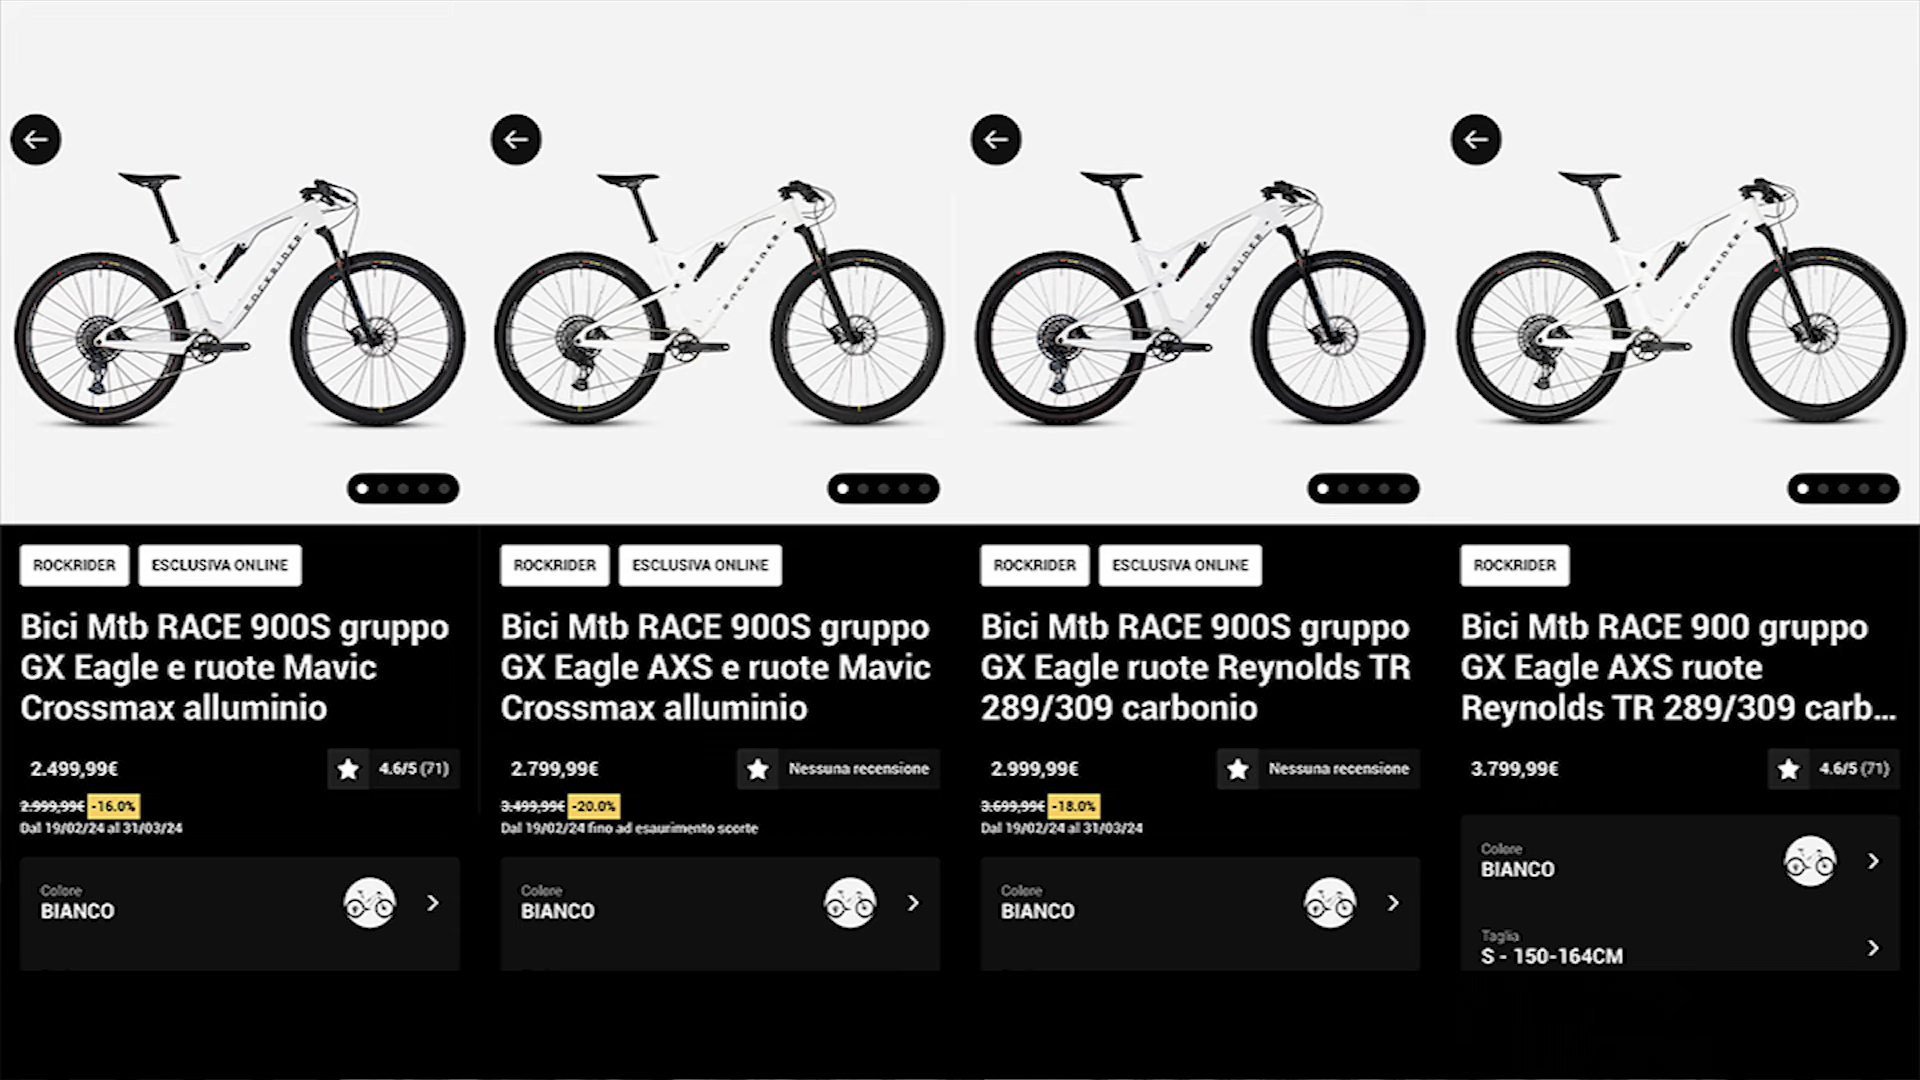 ROCKRIDER
ROCKRIDER
ROCKRIDER
ROCKRIDER
ROCKRIDER ESCLUSIVA ONLINE
Bici Mtb RACE 900S gruppo
GX Eagle e ruote Mavic
Crossmax alluminio
2.499,99€
4.6/5 (71)
2.999,99€ -16.0%
Dal 19/02/24 al 31/03/24
Colore
BIANCO
ROCKRIDER ESCLUSIVA ONLINE
Bici Mtb RACE 900S gruppo
GX Eagle AXS e ruote Mavic
Crossmax alluminio
2.799,99€
Nessuna recensione
3.499,99€ -20.0%
Dal 19/02/24 fino ad esaurimento scorte
Colore
BIANCO
ROCKRIDER ESCLUSIVA ONLINE
Bici Mtb RACE 900S gruppo
GX Eagle ruote Reynolds TR
289/309 carbonio
2.999,99€
Nessuna recensione
3.699,99€ -18.0%
Dal 19/02/24 al 31/03/24
Colore
BIANCO
ROCKRIDER
Bici Mtb RACE 900 gruppo
GX Eagle AXS ruote
Reynolds TR 289/309 carb...
3.799,99€
4.6/5 (71)
Colore
BIANCO
Taglia
S - 150-164CM